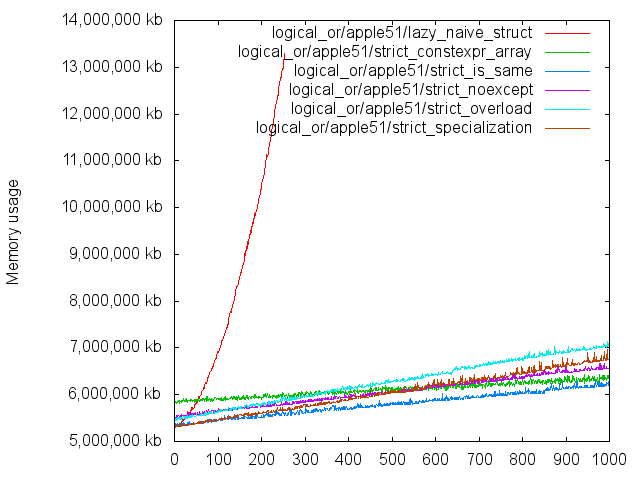 14,000,000 kb
13,000,000 kb
12,000,000 kb
11,000,000 kb
10,000,000 kb
9,000,000 kb
8,000,000 kb
7,000,000 kb
6,000,000 kb
5,000,000 kb
Memory usage
logical_or/apple51/lazy_naive_struct
logical_or/apple51/strict_constexpr_array
logical_or/apple51/strict_is_same
logical_or/apple51/strict_noexcept
logical_or/apple51/strict_overload
logical_or/apple51/strict_specialization
0 100 200 300 400 500 600 700 800 900 1000